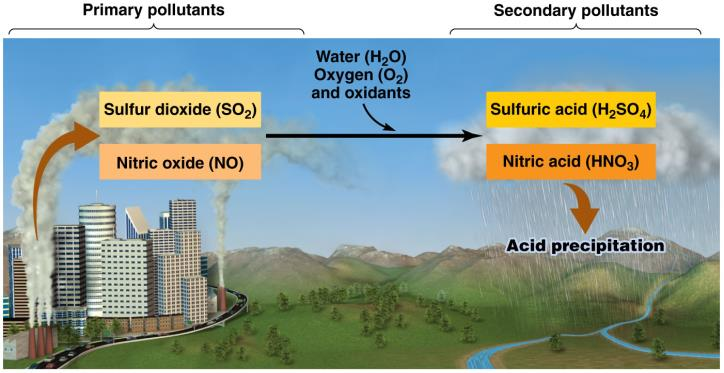 Primary pollutants
Secondary pollutants
Water (H₂O)
Oxygen (O₂)
and oxidants
Sulfur dioxide (SO₂)
Sulfuric acid (H₂SO₄)
Nitric oxide (NO)
Nitric acid (HNO₃)
Acid precipitation